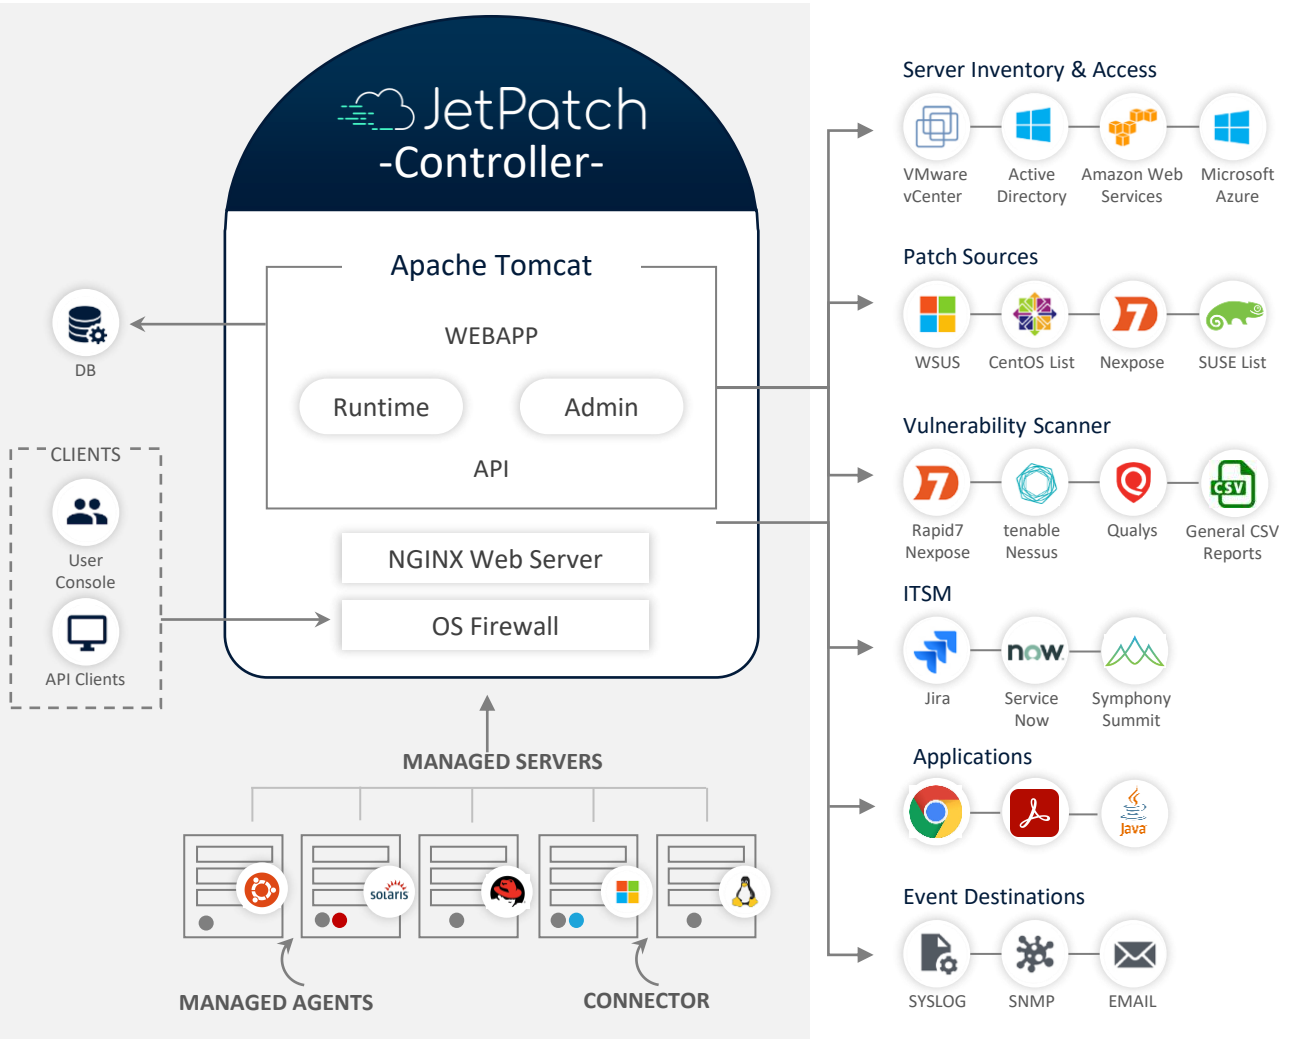 JetPatch
-Controller-
Apache Tomcat
WEBAPP
Runtime
Admin
API
NGINX Web Server
OS Firewall
DB
CLIENTS
User
Console
API Clients
MANAGED SERVERS
solaris
MANAGED AGENTS
CONNECTOR
Server Inventory & Access
VMware
vCenter
Active
Directory
Amazon Web
Services
Microsoft
Azure
Patch Sources
WSUS
CentOS List
Nexpose
SUSE List
Vulnerability Scanner
CSV
Rapid7
Nexpose
tenable
Nessus
Qualys
General CSV
Reports
ITSM
now
Jira
Service
Now
Symphony
Summit
Applications
Java
Event Destinations
SYSLOG
SNMP
EMAIL